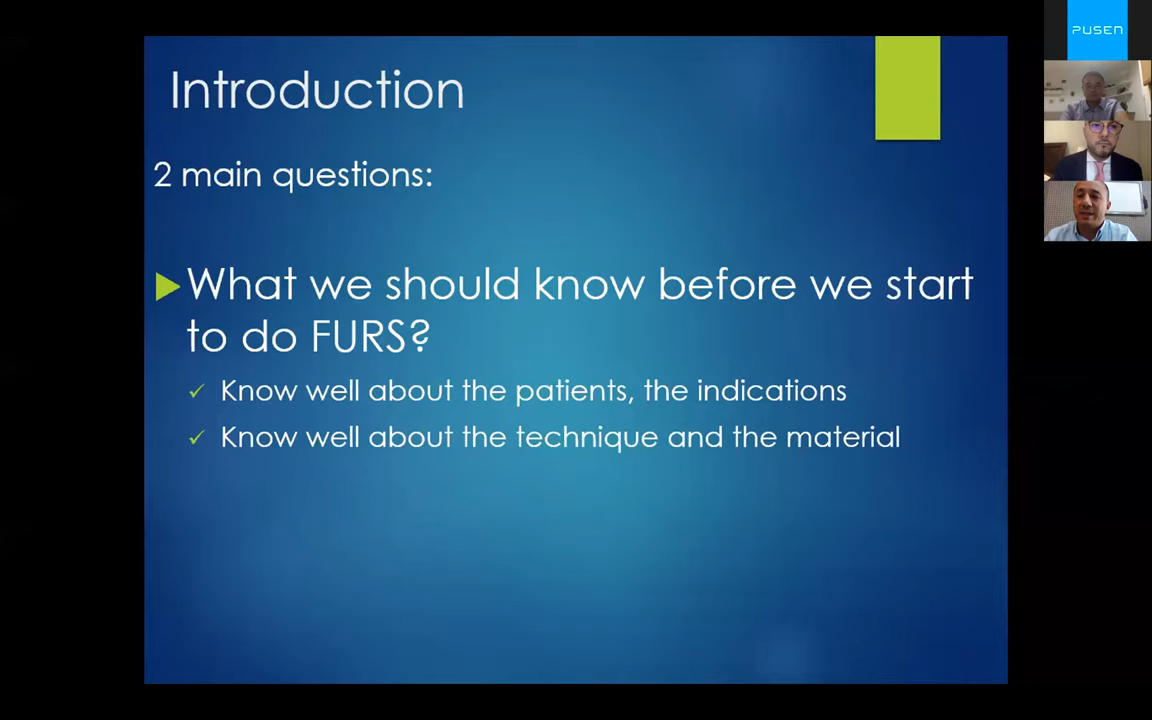 PUSEN
Introduction
2 main questions:
What we should know before we start
to do FURS?
Know well about the patients, the indications
Know well about the technique and the material